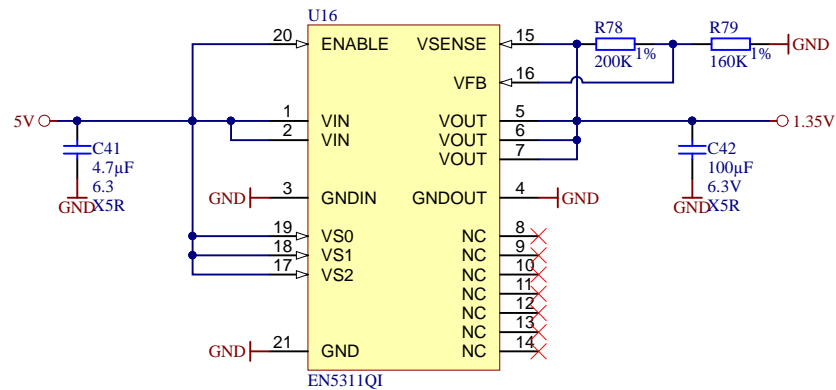 U16
20 ENABLE VSENSE 15 R78 R79
200K 1% 160K 1% GND
VFB 16
5V 1 VIN VOUT 5 1.35V
2 VIN VOUT 6
VOUT 7
C41 C42
4.7µF 100µF
6.3 6.3V
GND X5R GND X5R
GND 3 GNDIN GNDOUT 4 GND
19 VS0 NC 8
18 VS1 NC 9
17 VS2 NC 10
NC 11
NC 12
NC 13
GND 21 GND NC 14
EN5311QI